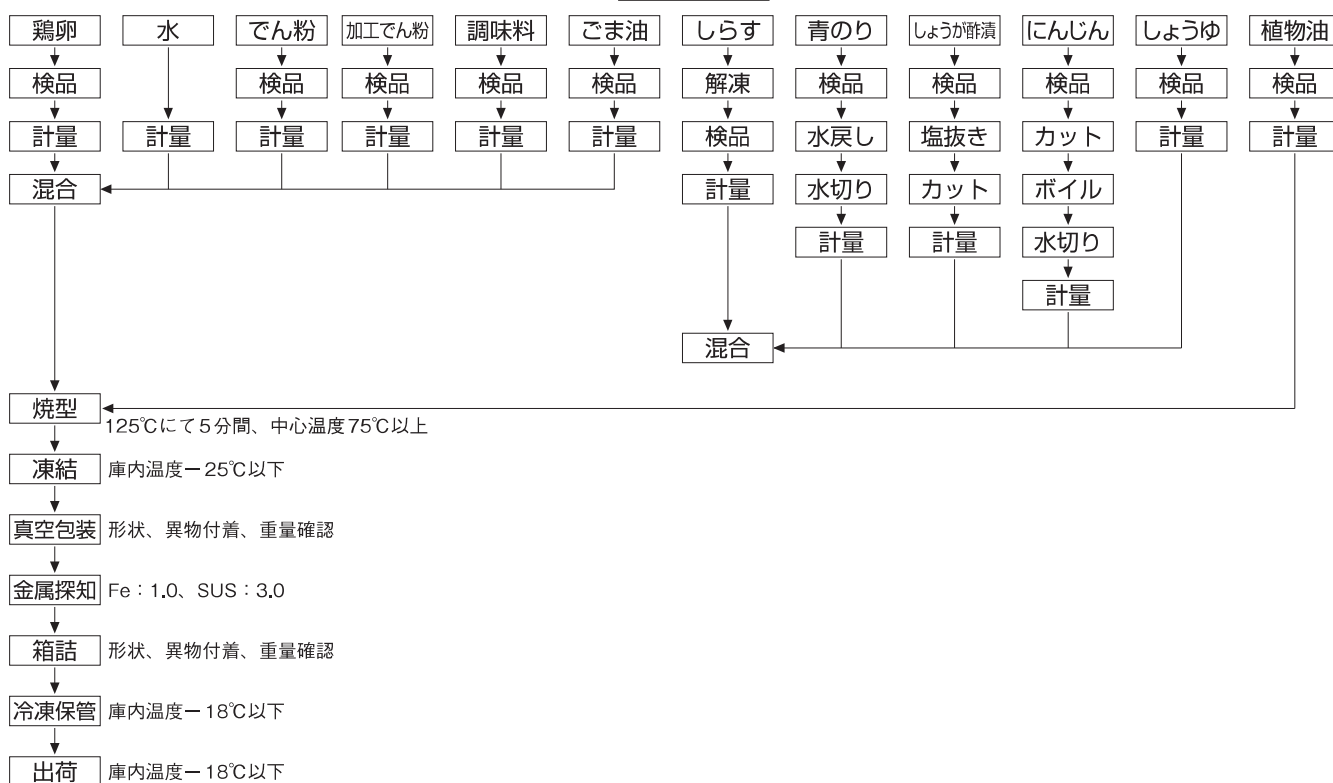 鶏卵 水 でん粉 加工でん粉 調味料 ごま油 しらす 青のり しょうが酢漬 にんじん しょうゆ 植物油
検品 検品 検品 検品 検品 解凍 検品 検品 検品 検品 検品
計量 計量 計量 計量 計量 計量 検品 水戻し 塩抜き カット 計量 計量
混合 計量 水切り カット ボイル
計量 計量 水切り
計量
混合
焼型
125℃にて5分間、中心温度75℃以上
凍結 庫内温度−25℃以下
真空包装 形状、異物付着、重量確認
金属探知 Fe：1.0、SUS：3.0
箱詰 形状、異物付着、重量確認
冷凍保管 庫内温度−18℃以下
出荷 庫内温度−18℃以下